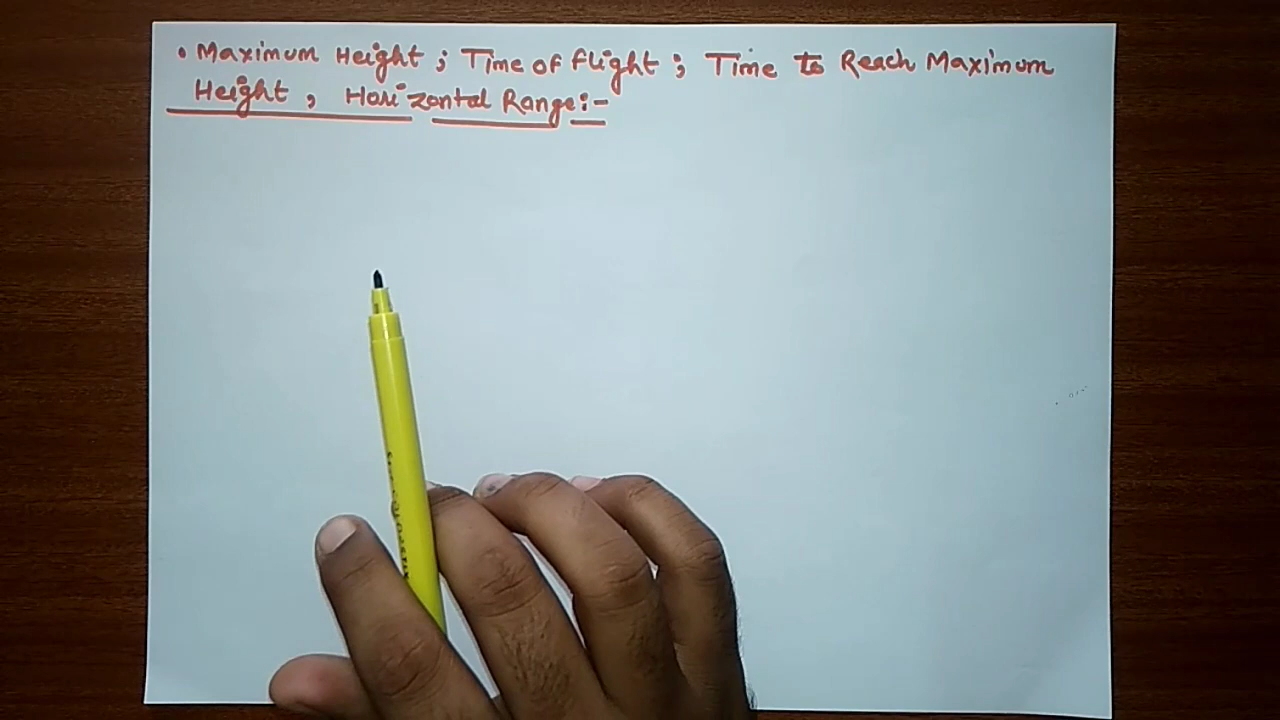 • Maximum Height ; Time of flight ; Time to Reach Maximum
Height , Horizontal Range:-